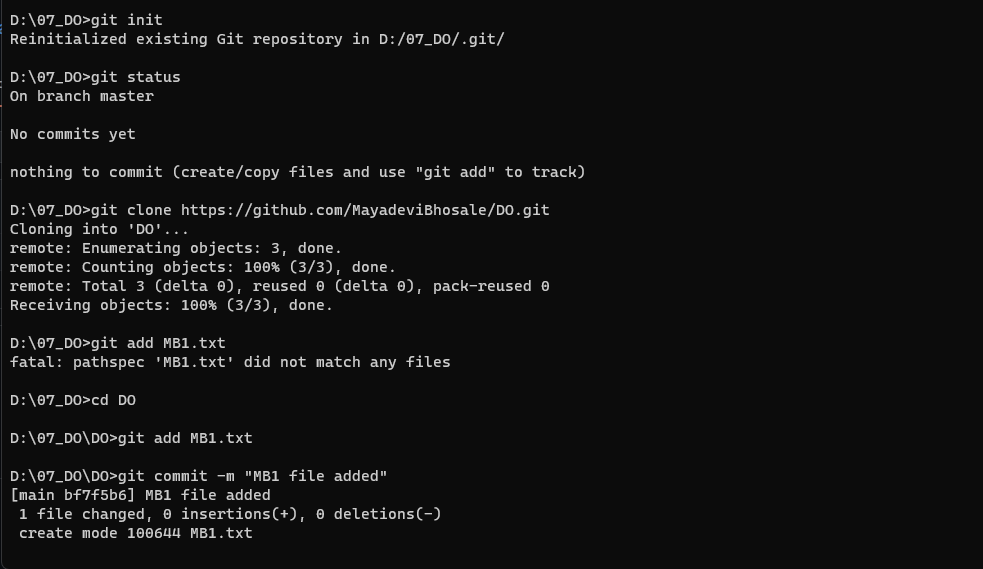 D:\07_DO>git init
Reinitialized existing Git repository in D:/07_DO/.git/
D:\07_DO>git status
On branch master
No commits yet
nothing to commit (create/copy files and use "git add" to track)
D:\07_DO>git clone https://github.com/MayadeviBhosale/DO.git
Cloning into 'DO'...
remote: Enumerating objects: 3, done.
remote: Counting objects: 100% (3/3), done.
remote: Total 3 (delta 0), reused 0 (delta 0), pack-reused 0
Receiving objects: 100% (3/3), done.
D:\07_DO>git add MB1.txt
fatal: pathspec 'MB1.txt' did not match any files
D:\07_DO>cd DO
D:\07_DO\DO>git add MB1.txt
D:\07_DO\DO>git commit -m "MB1 file added"
[main bf7f5b6] MB1 file added
 1 file changed, 0 insertions(+), 0 deletions(-)
 create mode 100644 MB1.txt